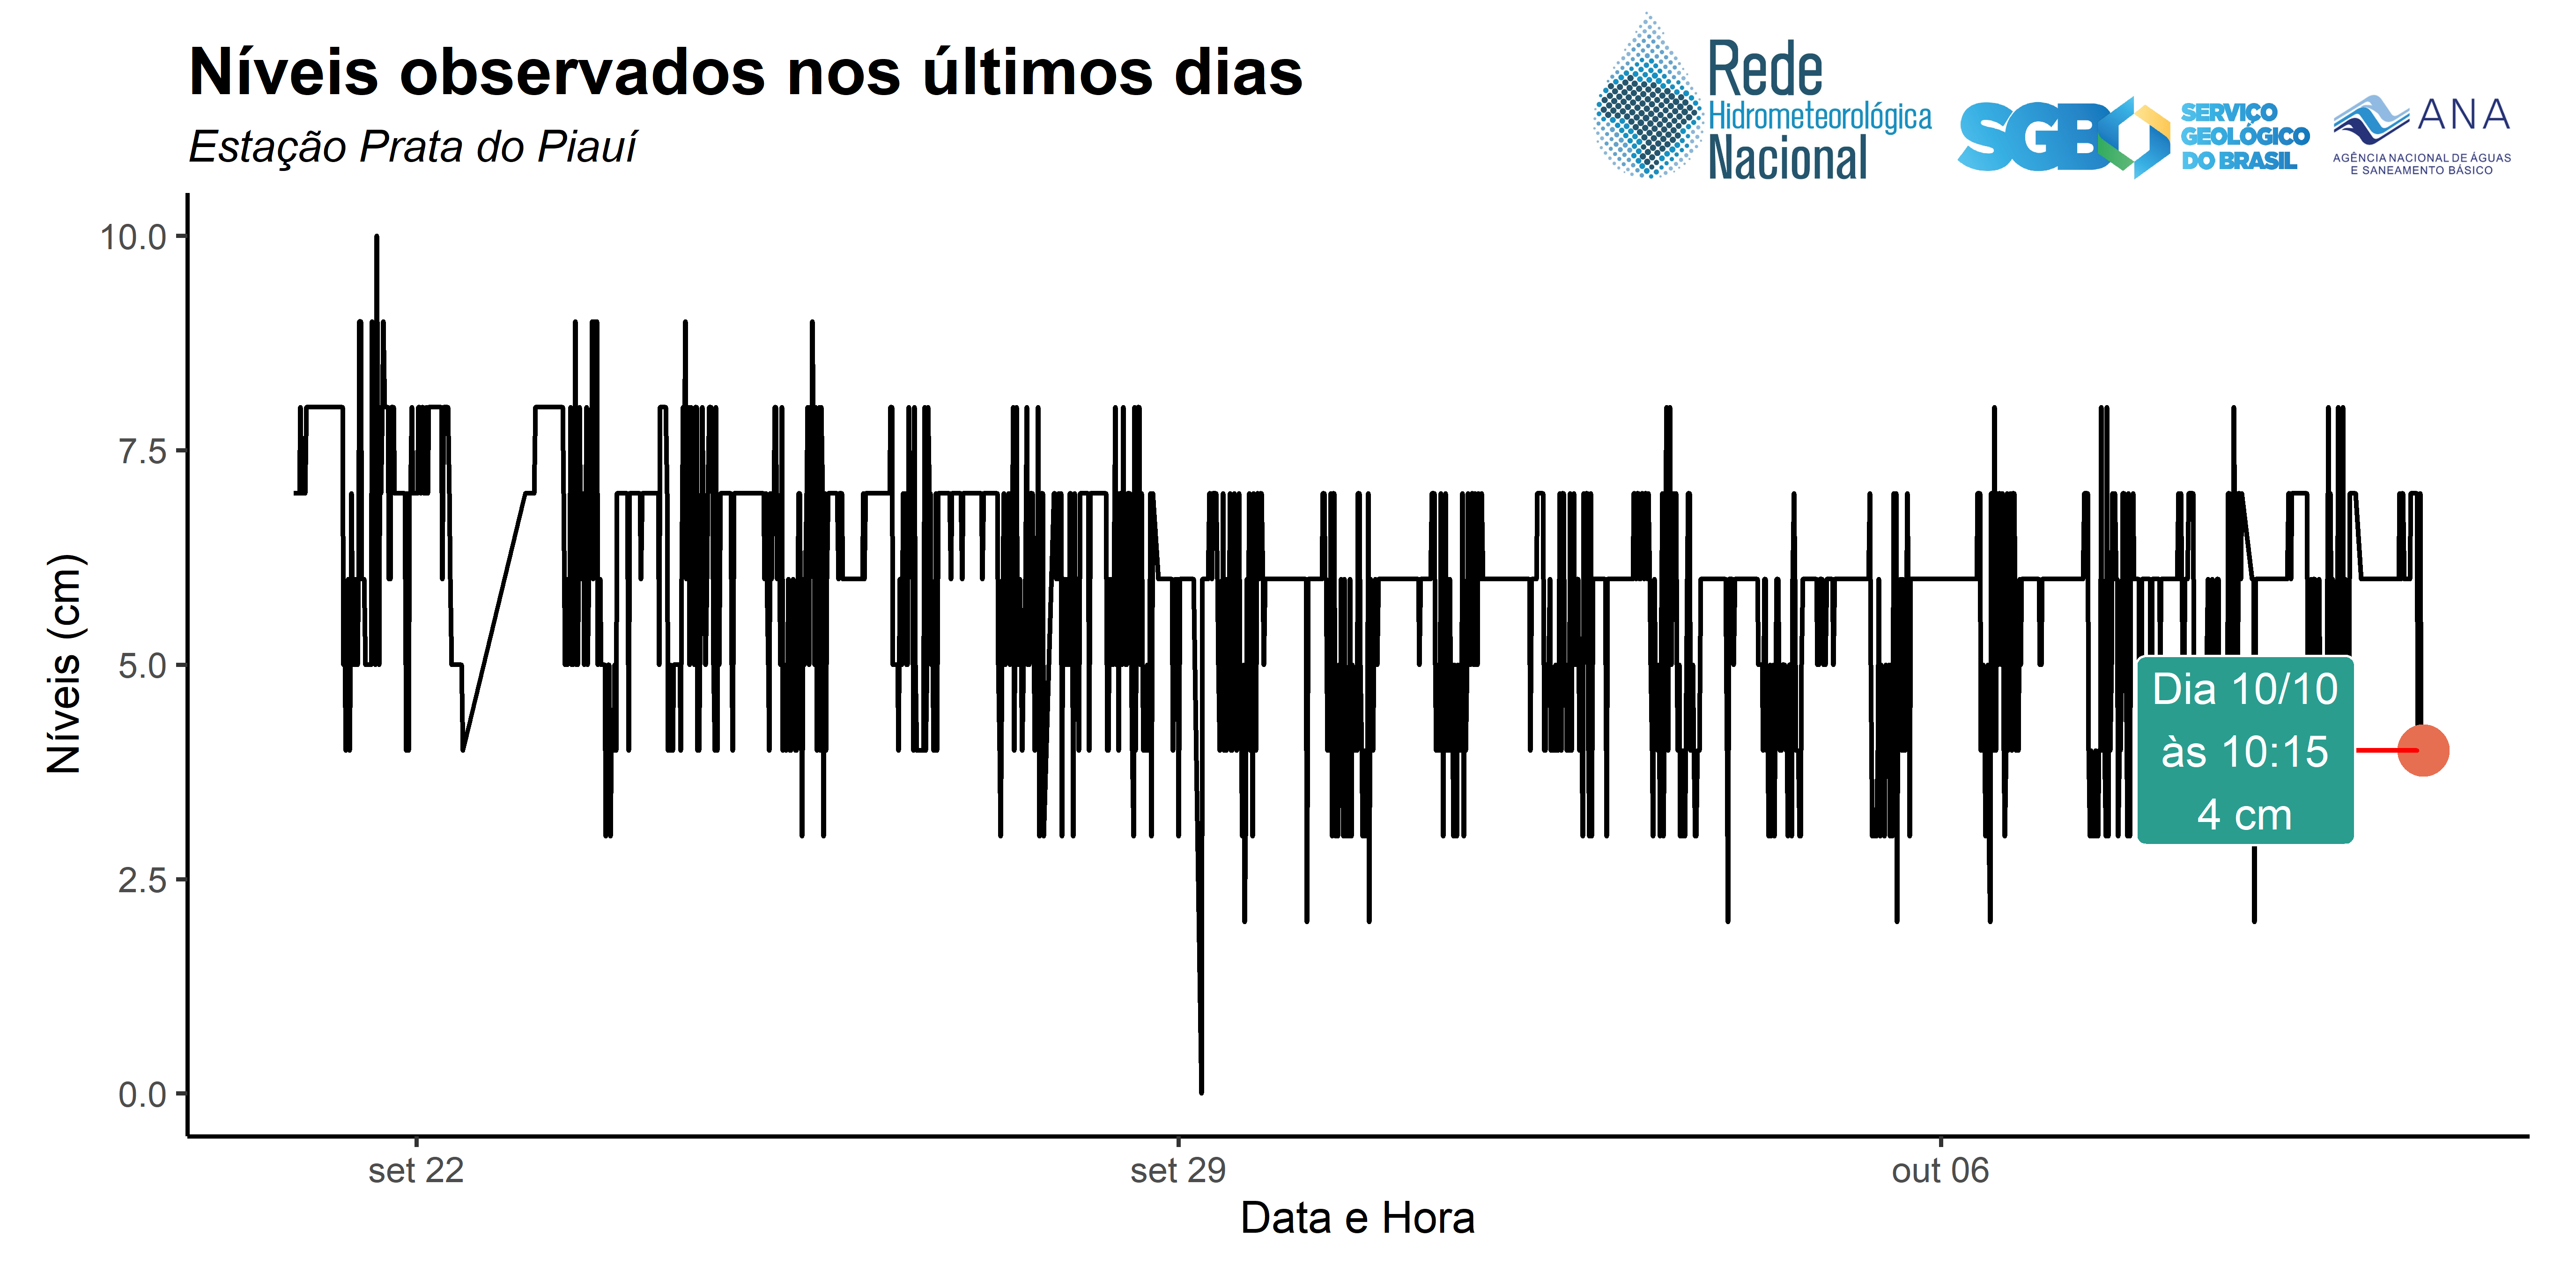 Níveis observados nos últimos dias
Estação Prata do Piauí
Rede
Hidrometeorológica
Nacional
SGB
SERVIÇO
GEOLÓGICO
DO BRASIL
ANA
AGÊNCIA NACIONAL DE ÁGUAS
E SANEAMENTO BÁSICO
Níveis (cm)
10.0
7.5
5.0
2.5
0.0
Dia 10/10
às 10:15
4 cm
set 22
set 29
out 06
Data e Hora